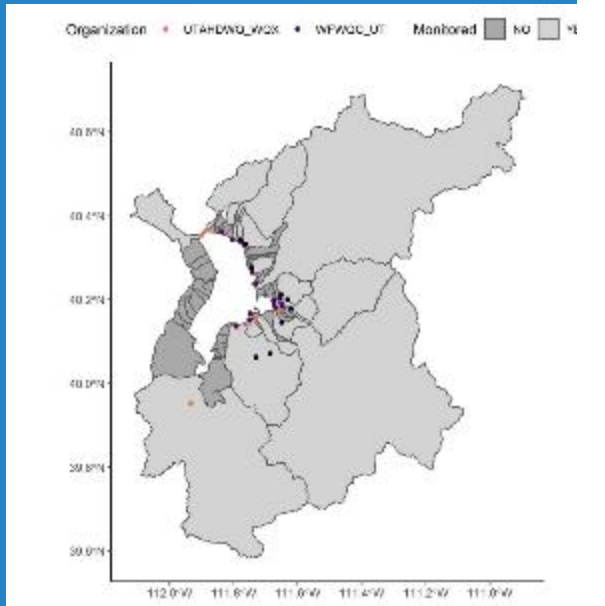 Organization UTAHDWQ_WQX WFWQC_UT Monitored NO YE
40.6°N
40.4°N
40.2°N
40.0°N
39.8°N
39.6°N
112.0°W 111.8°W 111.6°W 111.4°W 111.2°W 111.0°W